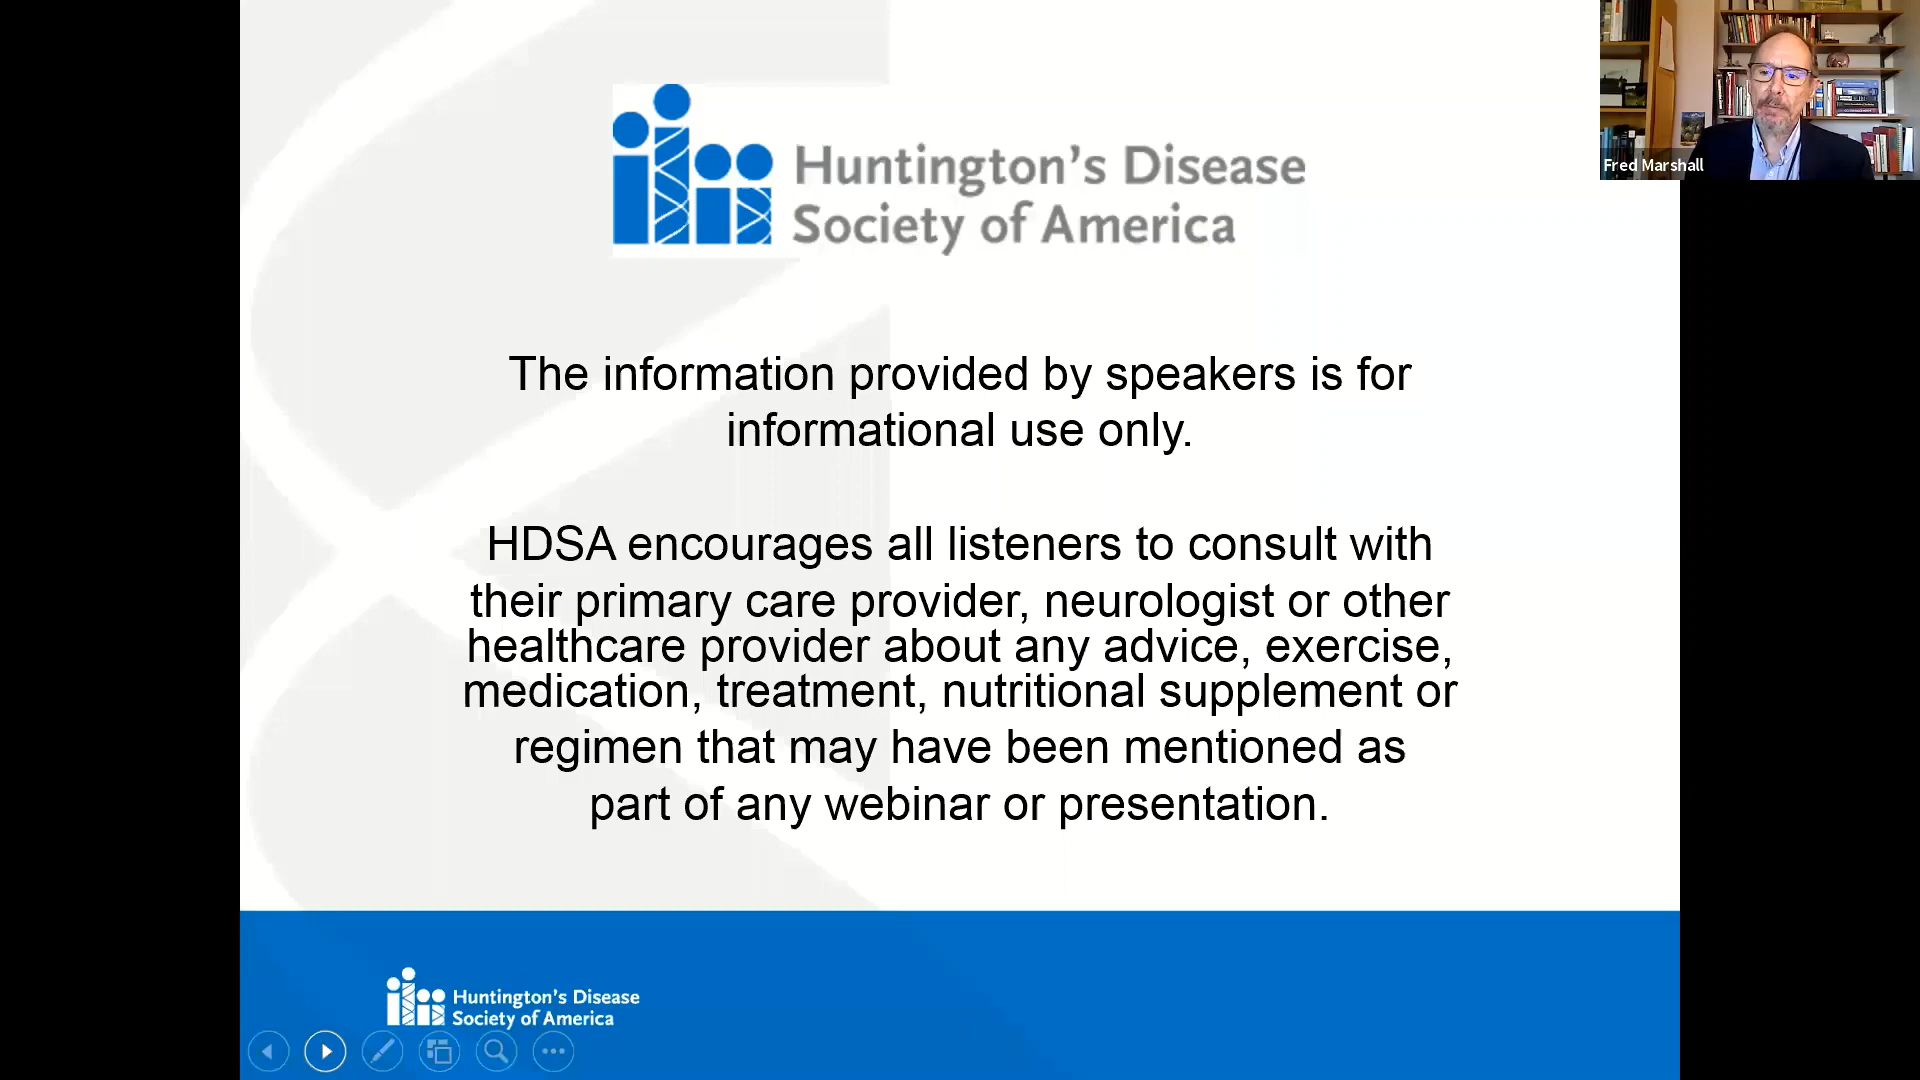 Huntington's Disease
Society of America
Fred Marshall
The information provided by speakers is for
informational use only.
HDSA encourages all listeners to consult with
their primary care provider, neurologist or other
healthcare provider about any advice, exercise,
medication, treatment, nutritional supplement or
regimen that may have been mentioned as
part of any webinar or presentation.
Huntington's Disease
Society of America